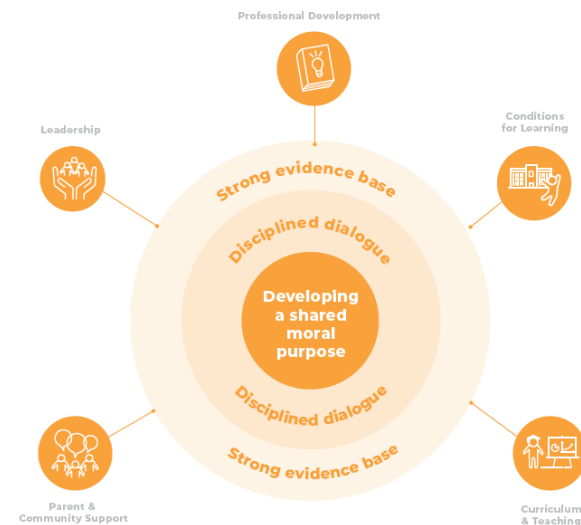 Professional Development
Leadership
Conditions
for Learning
Strong evidence base
Disciplined dialogue
Developing
a shared
moral
purpose
Disciplined dialogue
Strong evidence base
Parent &
Community Support
Curriculum
& Teaching